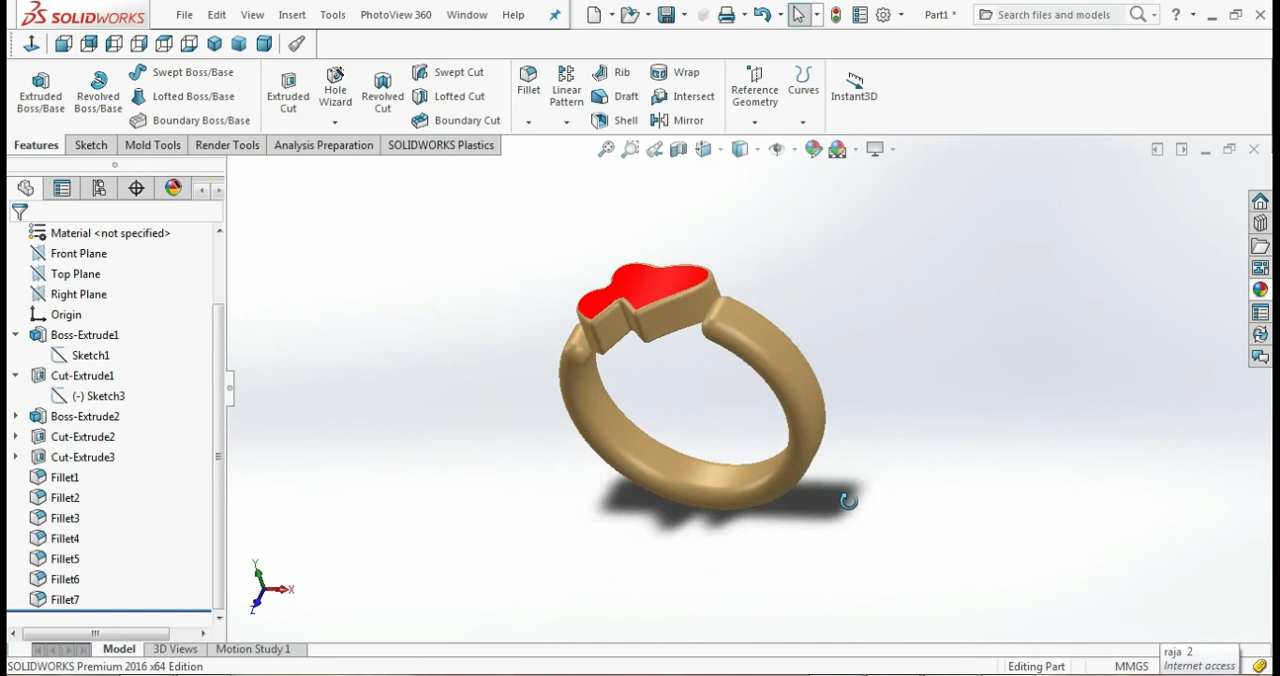 SOLIDWORKS File Edit View Insert Tools PhotoView 360 Window Help Part1 * Search files and models ?
Extruded Boss/Base
Revolved Boss/Base
Swept Boss/Base
Lofted Boss/Base
Boundary Boss/Base
Extruded Cut
Hole Wizard
Revolved Cut
Swept Cut
Lofted Cut
Boundary Cut
Fillet
Linear Pattern
Rib
Draft
Shell
Wrap
Intersect
Mirror
Reference Geometry
Curves
Instant3D
Features Sketch Mold Tools Render Tools Analysis Preparation SOLIDWORKS Plastics
Material <not specified>
Front Plane
Top Plane
Right Plane
Origin
Boss-Extrude1
Sketch1
Cut-Extrude1
(-) Sketch3
Boss-Extrude2
Cut-Extrude2
Cut-Extrude3
Fillet1
Fillet2
Fillet3
Fillet4
Fillet5
Fillet6
Fillet7
Y
X
Z
Model 3D Views Motion Study 1
SOLIDWORKS Premium 2016 x64 Edition Editing Part MMGS
raja 2
Internet access